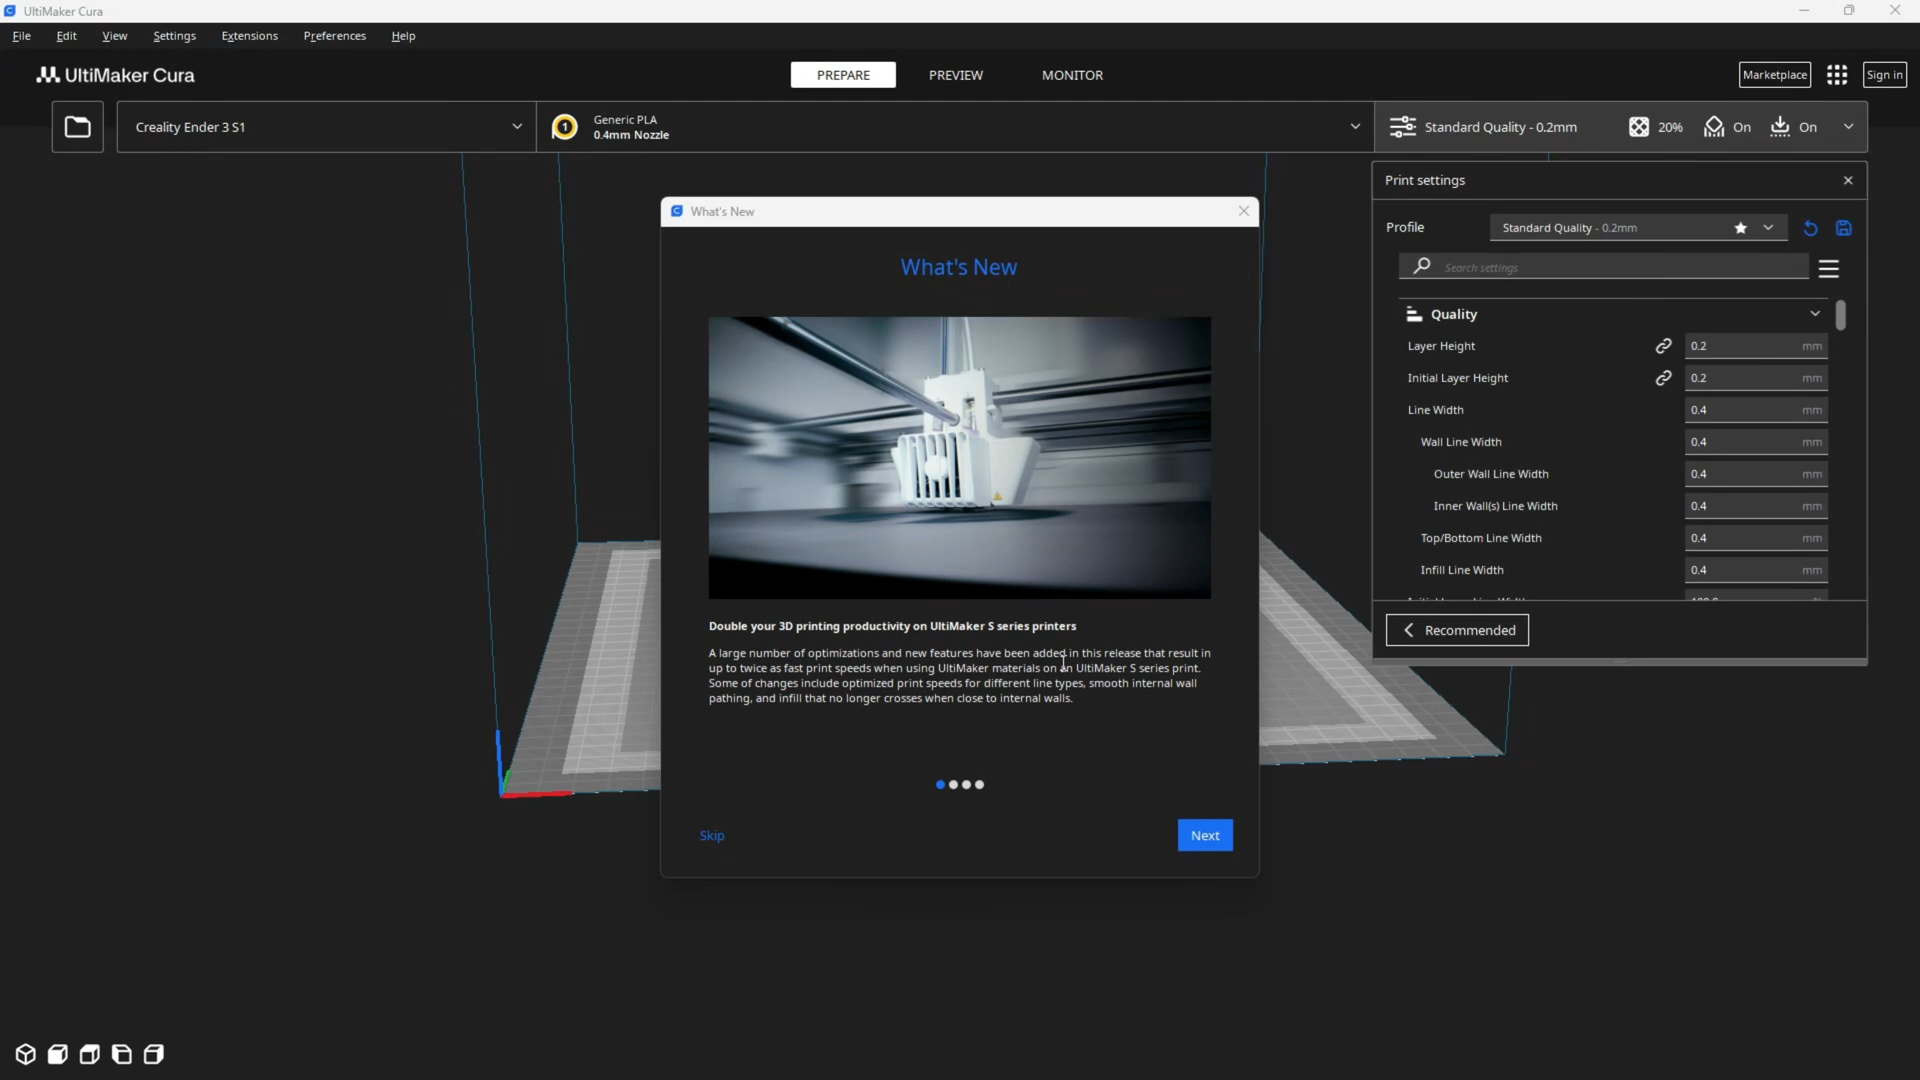 UltiMaker Cura
File Edit View Settings Extensions Preferences Help
UltiMaker Cura
PREPARE PREVIEW MONITOR
Marketplace
Sign in
Creality Ender 3 S1
1
Generic PLA
0.4mm Nozzle
Standard Quality - 0.2mm
20%
On
On
Print settings
Profile
Standard Quality - 0.2mm
Search settings
Quality
Layer Height 0.2 mm
Initial Layer Height 0.2 mm
Line Width 0.4 mm
Wall Line Width 0.4 mm
Outer Wall Line Width 0.4 mm
Inner Wall(s) Line Width 0.4 mm
Top/Bottom Line Width 0.4 mm
Infill Line Width 0.4 mm
Recommended
What's New
What's New
Double your 3D printing productivity on UltiMaker S series printers
A large number of optimizations and new features have been added in this release that result in
up to twice as fast print speeds when using UltiMaker materials on an UltiMaker S series print.
Some of changes include optimized print speeds for different line types, smooth internal wall
pathing, and infill that no longer crosses when close to internal walls.
Skip
Next